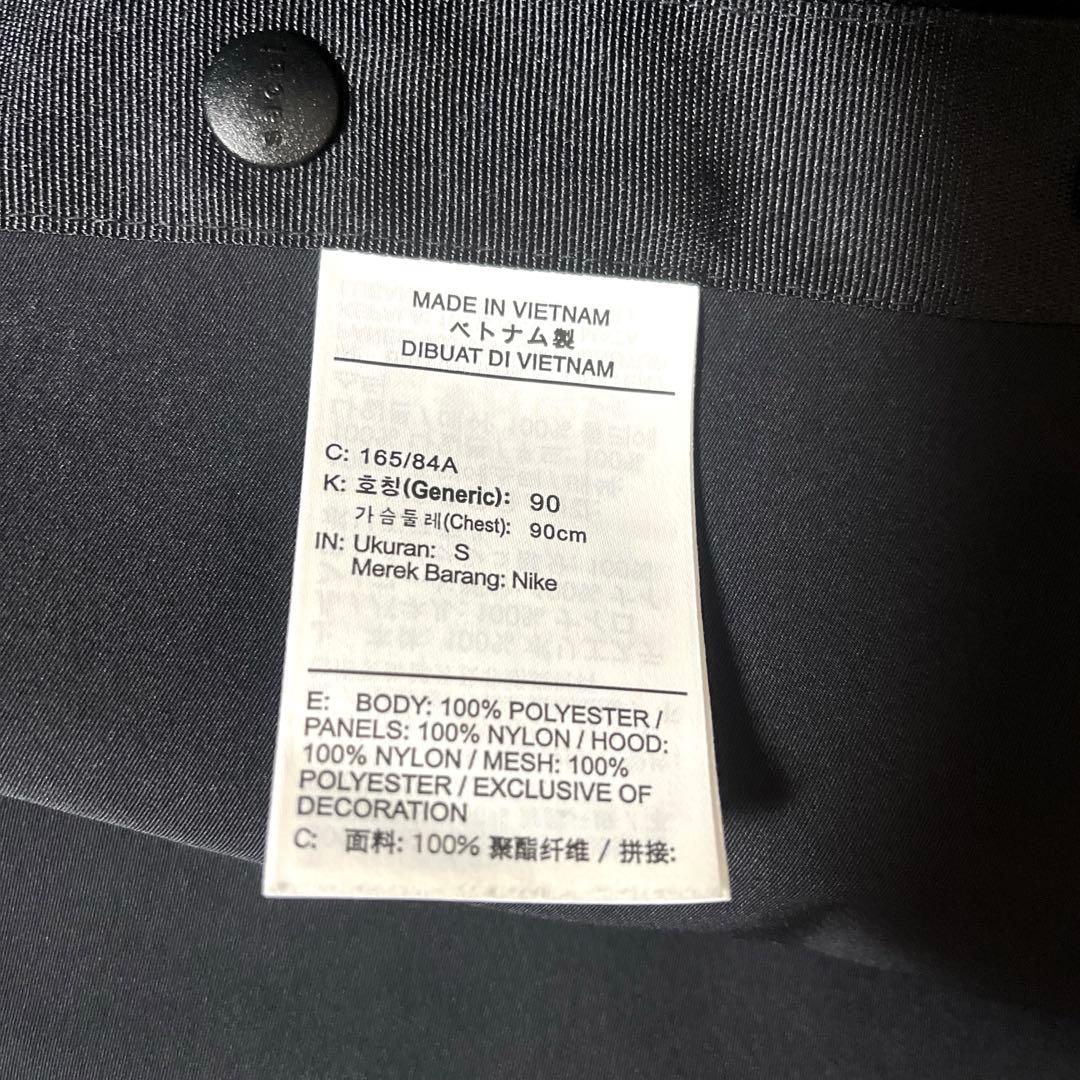 MADE IN VIETNAM
ベトナム製
DIBUAT DI VIETNAM
C: 165/84A
K: 호칭(Generic): 90
가슴둘레(Chest): 90cm
IN: Ukuran: S
Merek Barang: Nike
E: BODY: 100% POLYESTER /
PANELS: 100% NYLON / HOOD:
100% NYLON / MESH: 100%
POLYESTER / EXCLUSIVE OF
DECORATION
C: 面料: 100% 聚酯纤维 / 拼接: